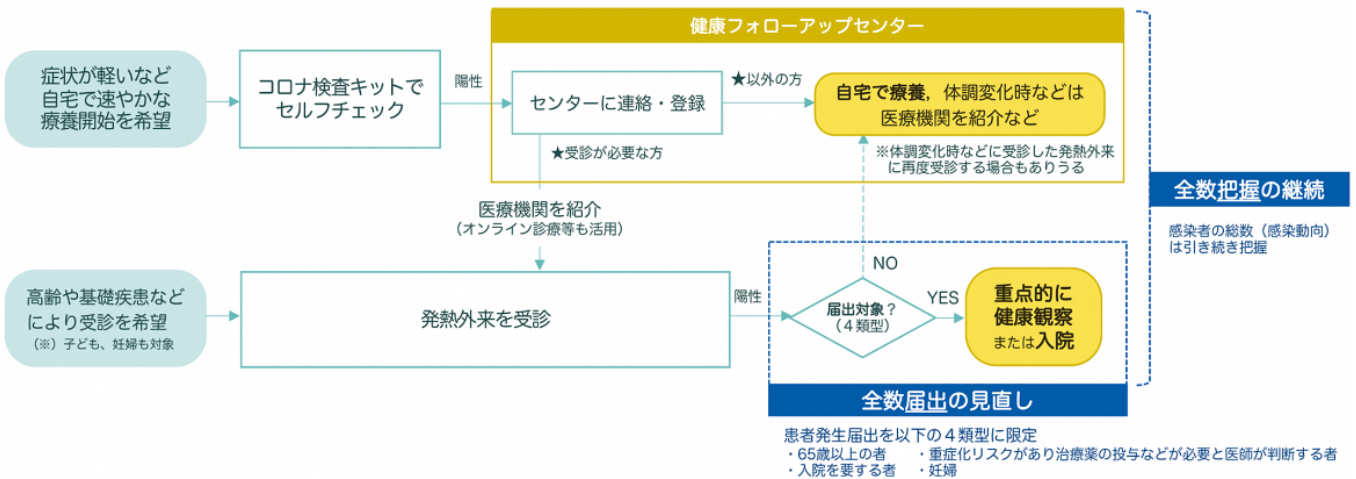 健康フォローアップセンター
症状が軽いなど
自宅で速やかな
療養開始を希望
コロナ検査キットで
セルフチェック
陽性
センターに連絡・登録
★以外の方
自宅で療養，体調変化時などは
医療機関を紹介など
★受診が必要な方
※体調変化時などに受診した発熱外来
に再度受診する場合もありうる
医療機関を紹介
（オンライン診療等も活用）
全数把握の継続
感染者の総数（感染動向）
は引き続き把握
高齢や基礎疾患など
により受診を希望
（※）子ども、妊婦も対象
発熱外来を受診
陽性
届出対象？
（４類型）
NO
YES
重点的に
健康観察
または入院
全数届出の見直し
患者発生届出を以下の４類型に限定
・65歳以上の者　・重症化リスクがあり治療薬の投与などが必要と医師が判断する者
・入院を要する者　・妊婦